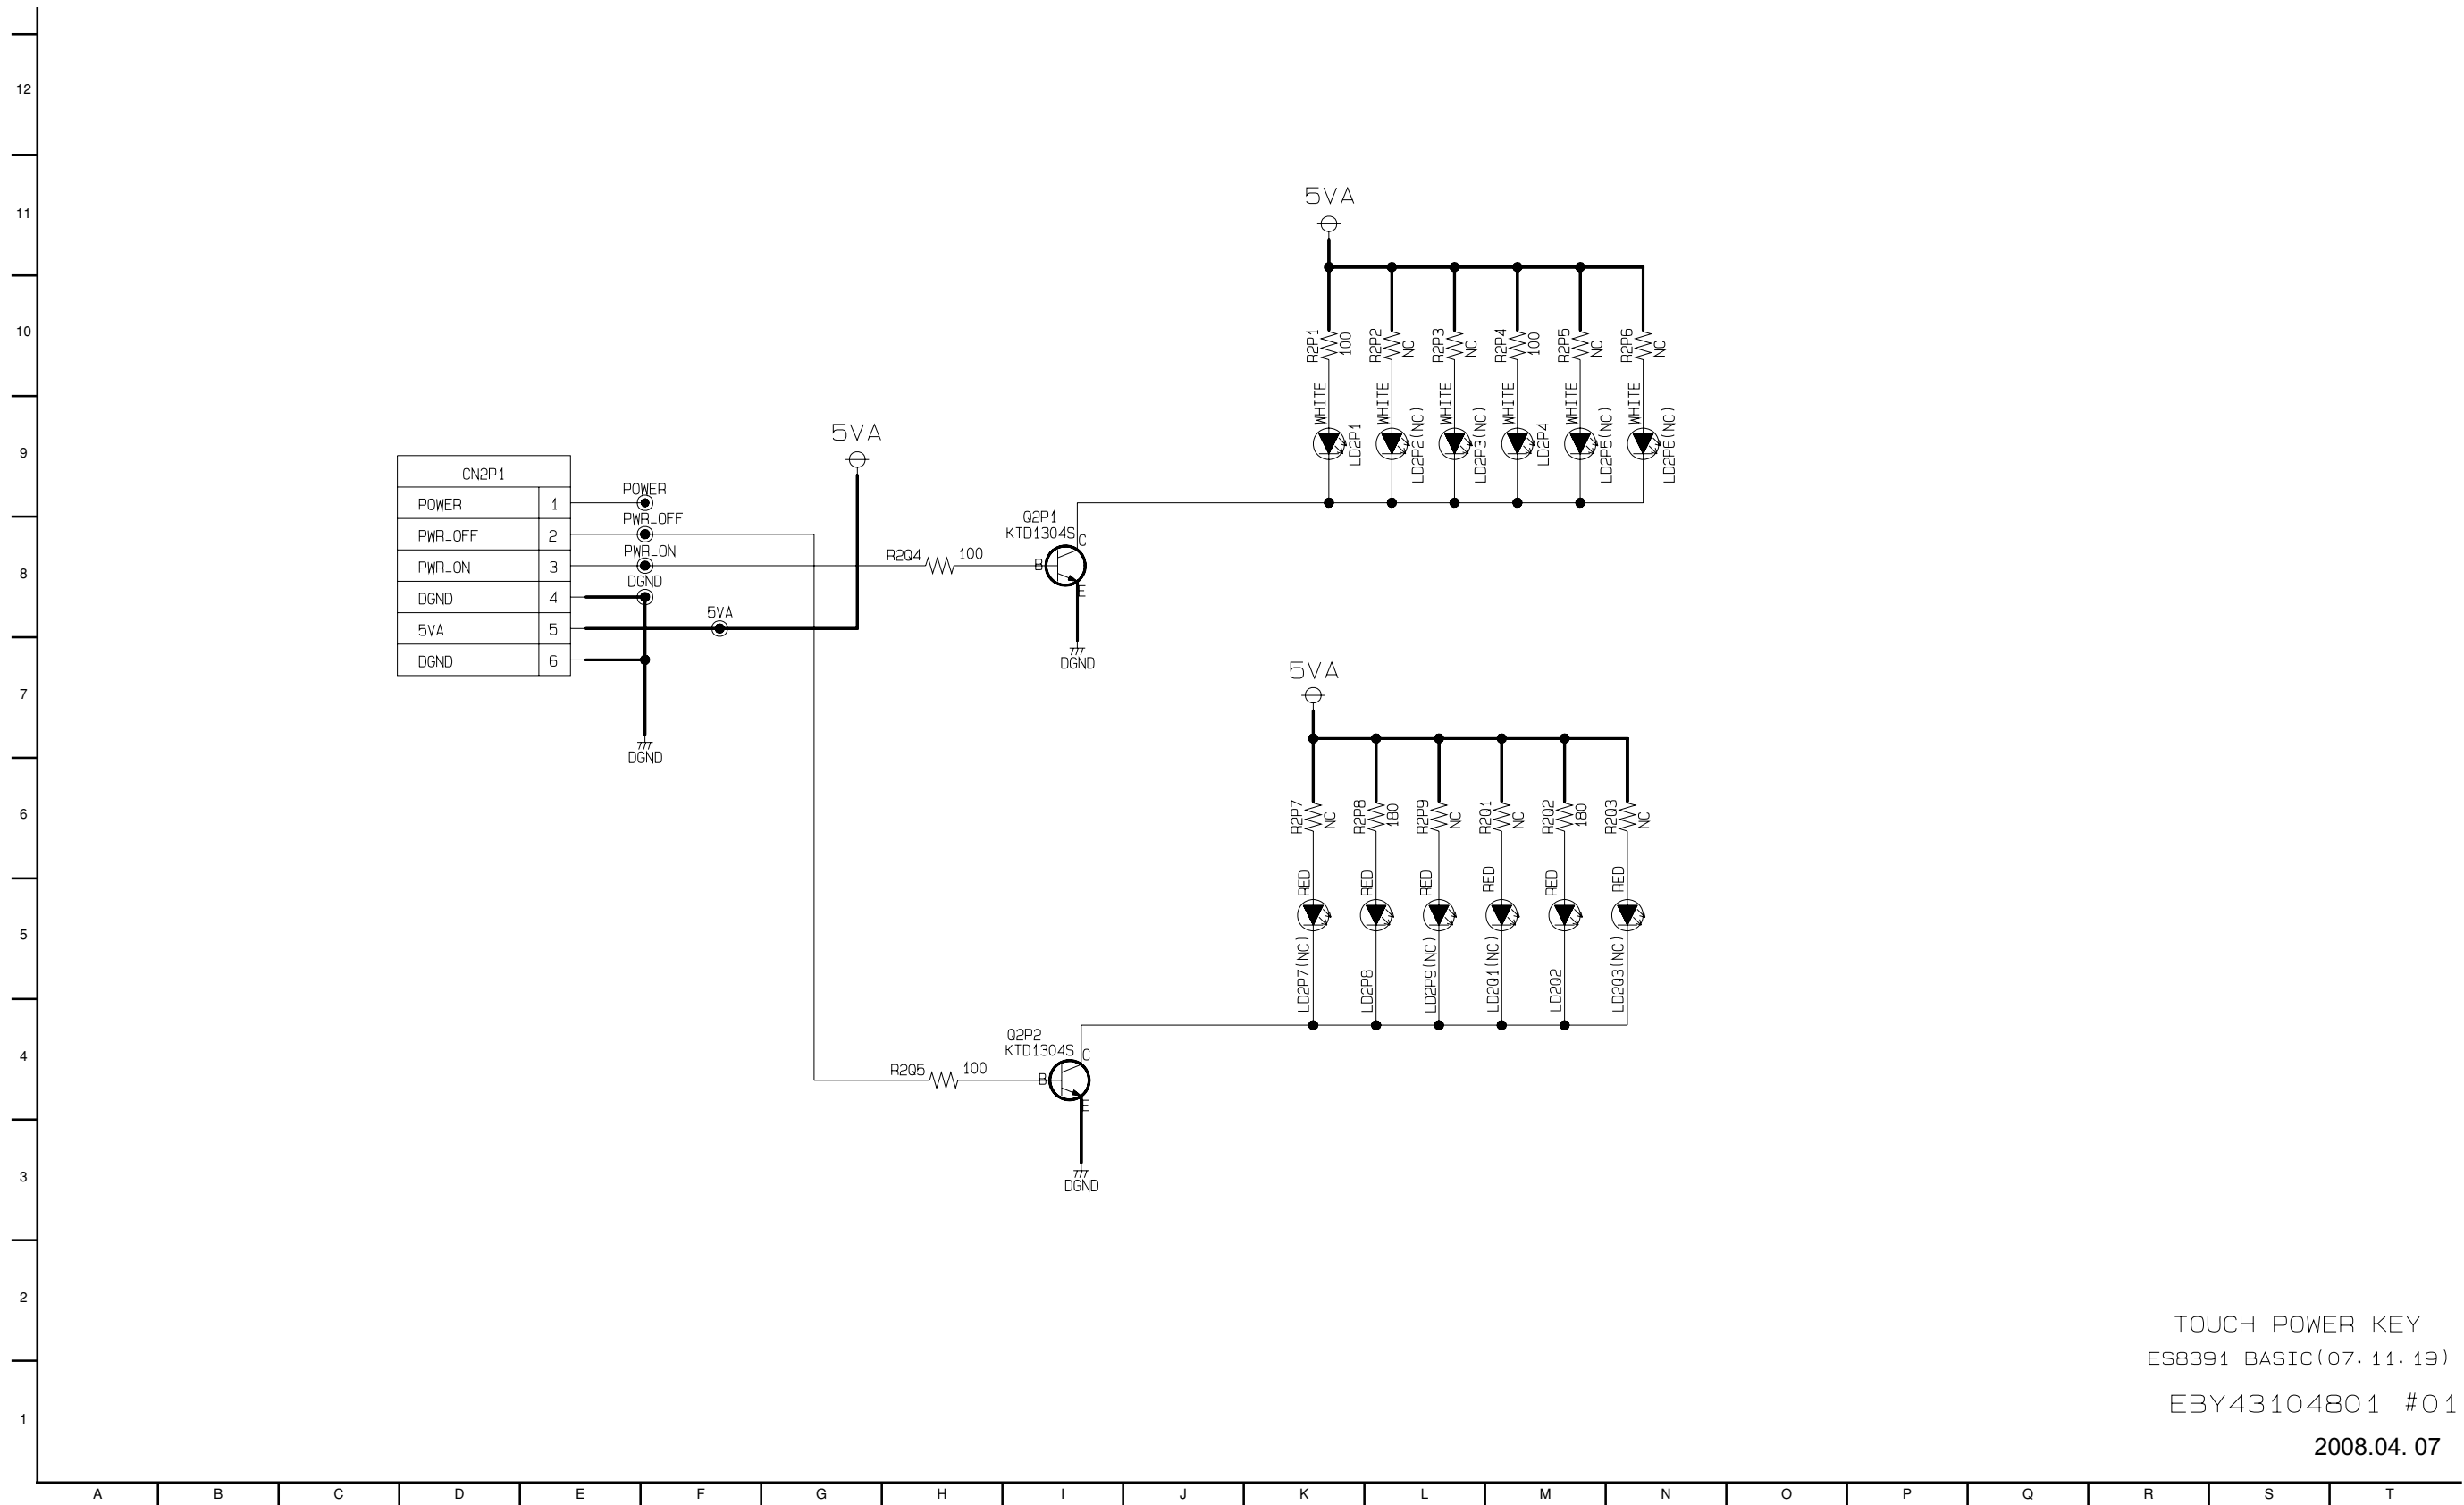 12
11
10
9
8
7
6
5
4
3
2
1
5VA
R2P1
100
R2P2
NC
R2P3
NC
R2P4
100
R2P5
NC
R2P6
NC
WHITE
WHITE
WHITE
WHITE
WHITE
WHITE
LD2P1
LD2P2(NC)
LD2P3(NC)
LD2P4
LD2P5(NC)
LD2P6(NC)
5VA
CN2P1
POWER 1
PWR_OFF 2
PWR_ON 3
DGND 4
5VA 5
DGND 6
POWER
PWR_OFF
PWR_ON
DGND
5VA
DGND
R2Q4 100
Q2P1
KTD1304S
C
B
E
DGND
5VA
R2P7
NC
R2P8
180
R2P9
NC
R2Q1
NC
R2Q2
180
R2Q3
NC
RED
RED
RED
RED
RED
RED
LD2P7(NC)
LD2P8
LD2P9(NC)
LD2Q1(NC)
LD2Q2
LD2Q3(NC)
R2Q5 100
Q2P2
KTD1304S
C
B
E
DGND
TOUCH POWER KEY
ES8391 BASIC(07.11.19)
EBY43104801 #01
2008.04. 07
A B C D E F G H I J K L M N O P Q R S T